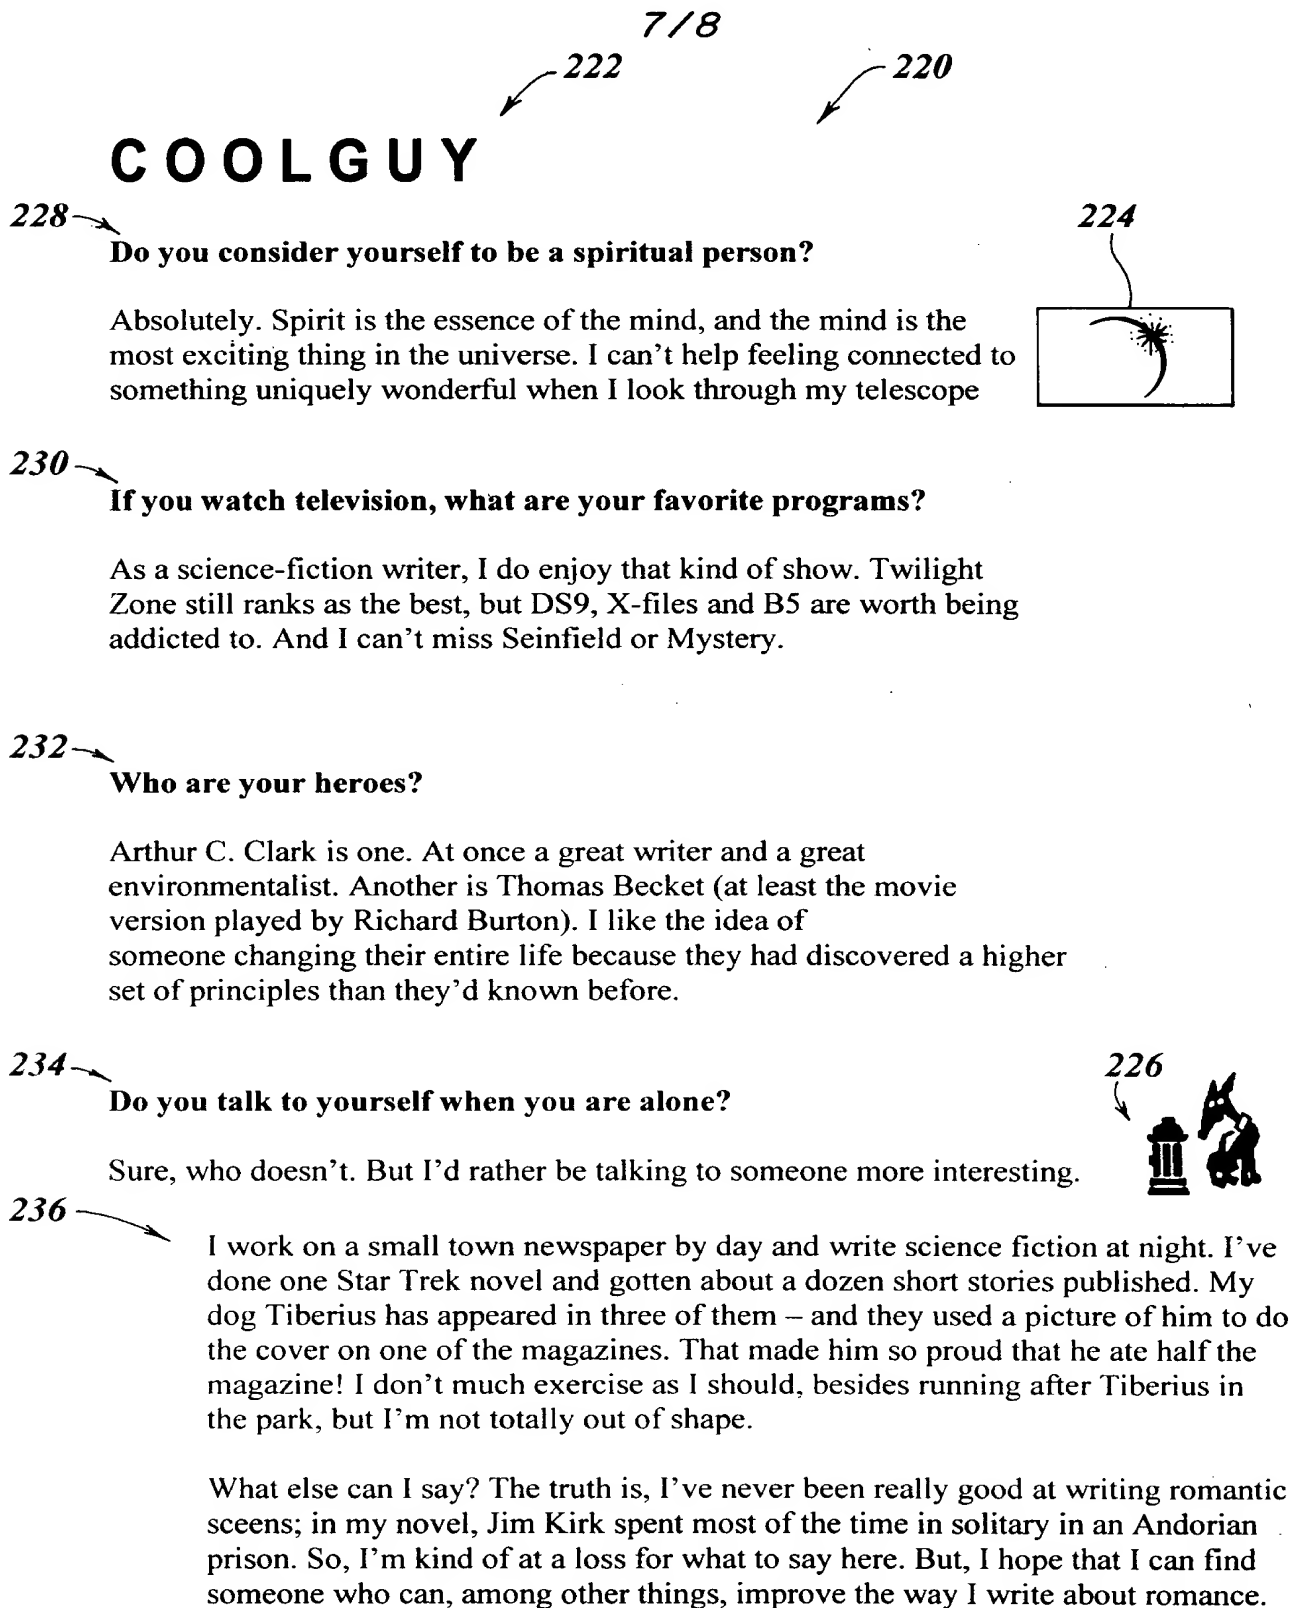 7/8
222 220
COOLGUY
228 224
Do you consider yourself to be a spiritual person?
Absolutely. Spirit is the essence of the mind, and the mind is the
most exciting thing in the universe. I can't help feeling connected to
something uniquely wonderful when I look through my telescope
230
If you watch television, what are your favorite programs?
As a science-fiction writer, I do enjoy that kind of show. Twilight
Zone still ranks as the best, but DS9, X-files and B5 are worth being
addicted to. And I can't miss Seinfield or Mystery.
232
Who are your heroes?
Arthur C. Clark is one. At once a great writer and a great
environmentalist. Another is Thomas Becket (at least the movie
version played by Richard Burton). I like the idea of
someone changing their entire life because they had discovered a higher
set of principles than they'd known before.
234 226
Do you talk to yourself when you are alone?
Sure, who doesn't. But I'd rather be talking to someone more interesting.
236
I work on a small town newspaper by day and write science fiction at night. I've
done one Star Trek novel and gotten about a dozen short stories published. My
dog Tiberius has appeared in three of them – and they used a picture of him to do
the cover on one of the magazines. That made him so proud that he ate half the
magazine! I don't much exercise as I should, besides running after Tiberius in
the park, but I'm not totally out of shape.
What else can I say? The truth is, I've never been really good at writing romantic
sceens; in my novel, Jim Kirk spent most of the time in solitary in an Andorian
prison. So, I'm kind of at a loss for what to say here. But, I hope that I can find
someone who can, among other things, improve the way I write about romance.